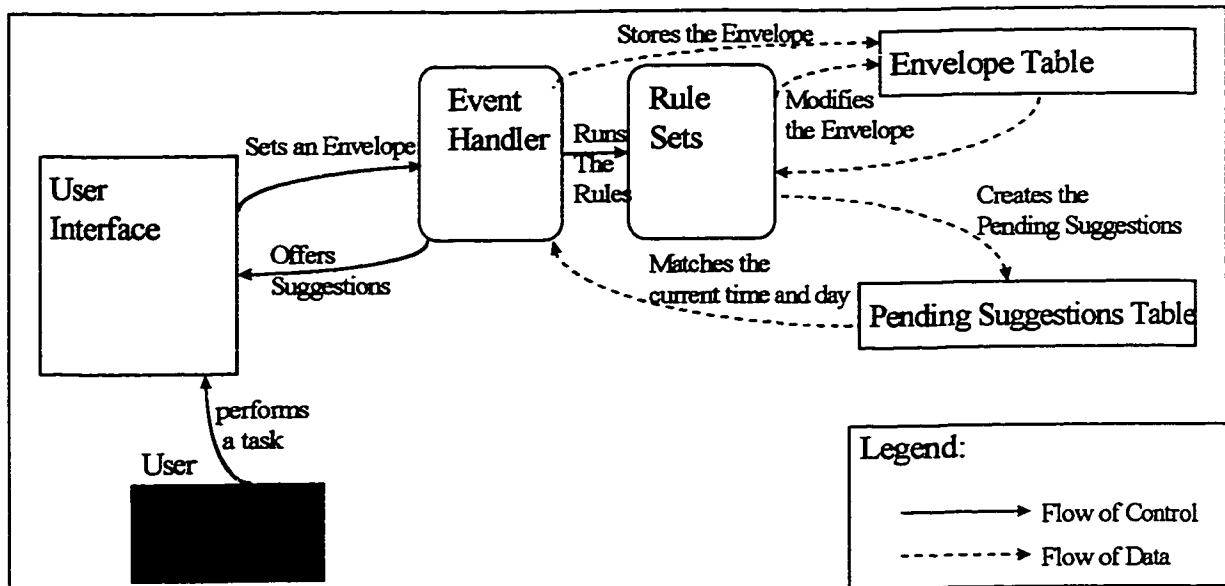 Stores the Envelope
Envelope Table
Event
Handler
Rule
Sets
Modifies
the Envelope
Sets an Envelope
Runs
The
Rules
User
Interface
Creates the
Pending Suggestions
Offers
Suggestions
Matches the
current time and day
Pending Suggestions Table
performs
a task
User
Legend:
Flow of Control
Flow of Data